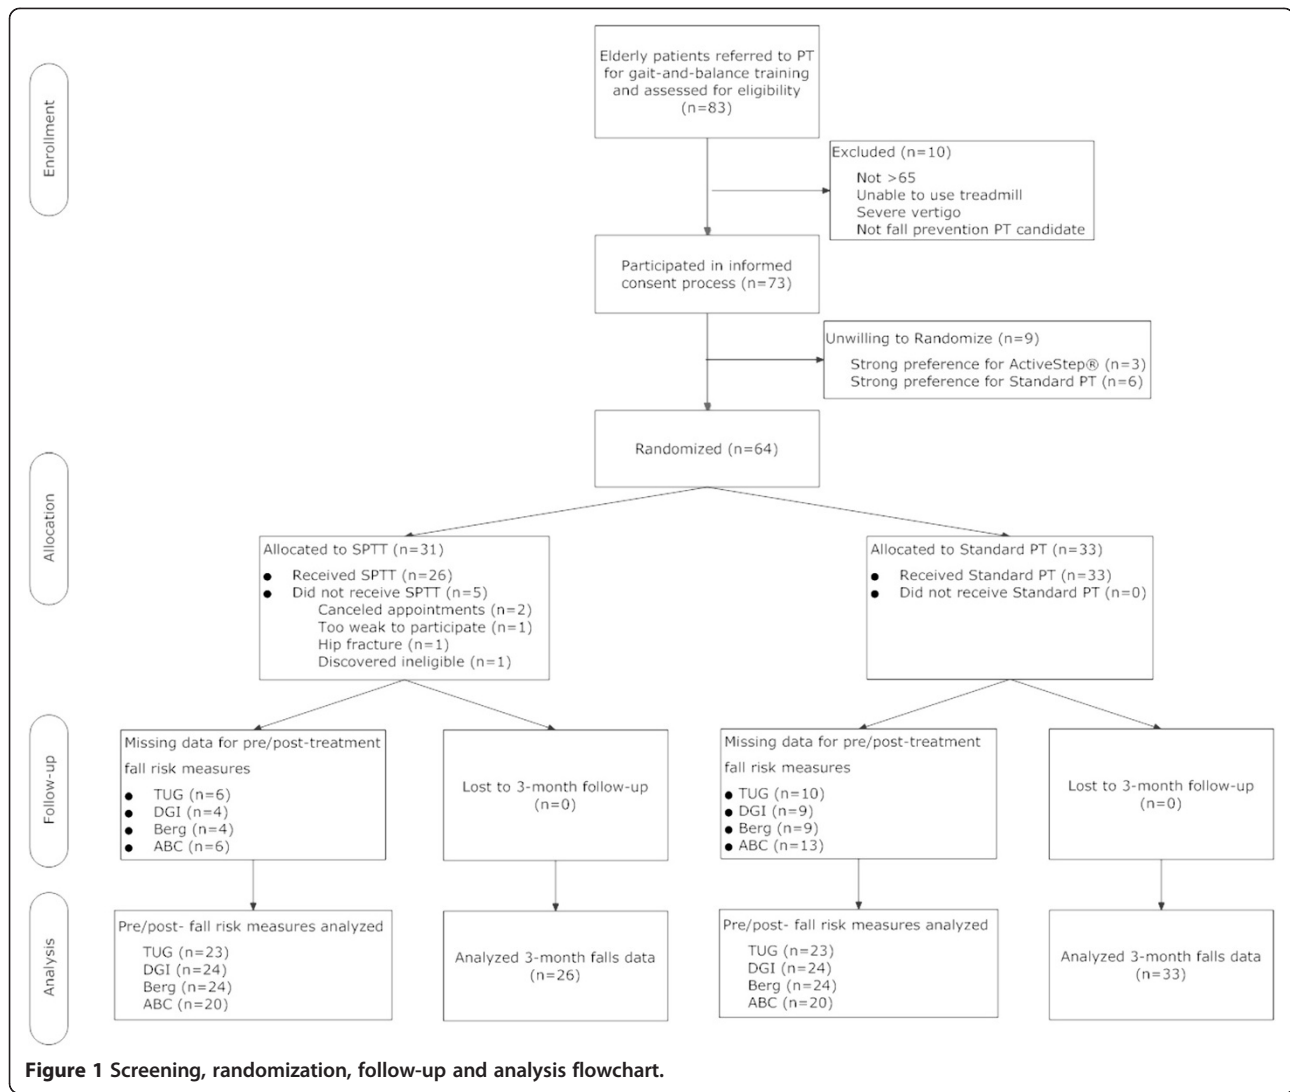 Enrollment
Elderly patients referred to PT
for gait-and-balance training
and assessed for eligibility
(n=83)
Excluded (n=10)
Not >65
Unable to use treadmill
Severe vertigo
Not fall prevention PT candidate
Participated in informed
consent process (n=73)
Unwilling to Randomize (n=9)
Strong preference for ActiveStep® (n=3)
Strong preference for Standard PT (n=6)
Randomized (n=64)
Allocation
Allocated to SPTT (n=31)
● Received SPTT (n=26)
● Did not receive SPTT (n=5)
Canceled appointments (n=2)
Too weak to participate (n=1)
Hip fracture (n=1)
Discovered ineligible (n=1)
Allocated to Standard PT (n=33)
● Received Standard PT (n=33)
● Did not receive Standard PT (n=0)
Follow-up
Missing data for pre/post-treatment
fall risk measures
● TUG (n=6)
● DGI (n=4)
● Berg (n=4)
● ABC (n=6)
Lost to 3-month follow-up
(n=0)
Missing data for pre/post-treatment
fall risk measures
● TUG (n=10)
● DGI (n=9)
● Berg (n=9)
● ABC (n=13)
Lost to 3-month follow-up
(n=0)
Analysis
Pre/post- fall risk measures analyzed
TUG (n=23)
DGI (n=24)
Berg (n=24)
ABC (n=20)
Analyzed 3-month falls data
(n=26)
Pre/post- fall risk measures analyzed
TUG (n=23)
DGI (n=24)
Berg (n=24)
ABC (n=20)
Analyzed 3-month falls data
(n=33)
Figure 1 Screening, randomization, follow-up and analysis flowchart.